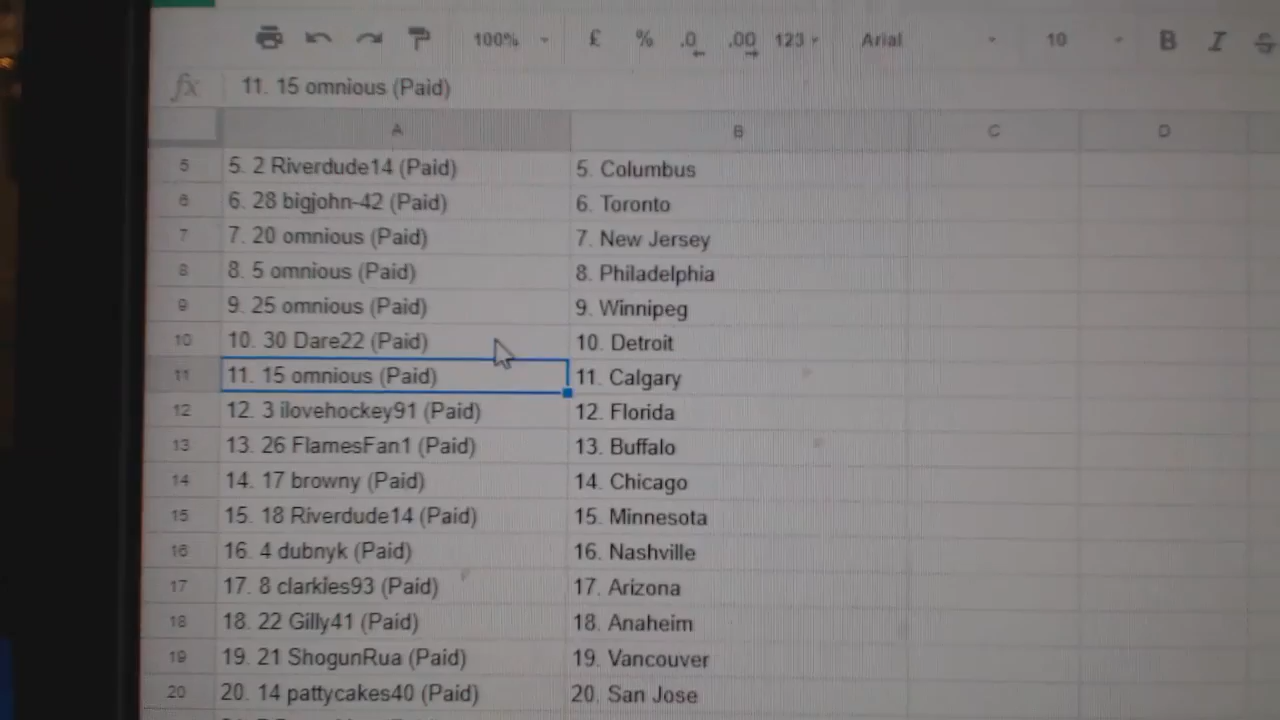 100% £ % .0 .00 123 Arial 10 B I S
fx 11. 15 omnious (Paid)
A B C D
5 5. 2 Riverdude14 (Paid) 5. Columbus
6 6. 28 bigjohn-42 (Paid) 6. Toronto
7 7. 20 omnious (Paid) 7. New Jersey
8 8. 5 omnious (Paid) 8. Philadelphia
9 9. 25 omnious (Paid) 9. Winnipeg
10 10. 30 Dare22 (Paid) 10. Detroit
11 11. 15 omnious (Paid) 11. Calgary
12 12. 3 ilovehockey91 (Paid) 12. Florida
13 13. 26 FlamesFan1 (Paid) 13. Buffalo
14 14. 17 browny (Paid) 14. Chicago
15 15. 18 Riverdude14 (Paid) 15. Minnesota
16 16. 4 dubnyk (Paid) 16. Nashville
17 17. 8 clarkies93 (Paid) 17. Arizona
18 18. 22 Gilly41 (Paid) 18. Anaheim
19 19. 21 ShogunRua (Paid) 19. Vancouver
20 20. 14 pattycakes40 (Paid) 20. San Jose